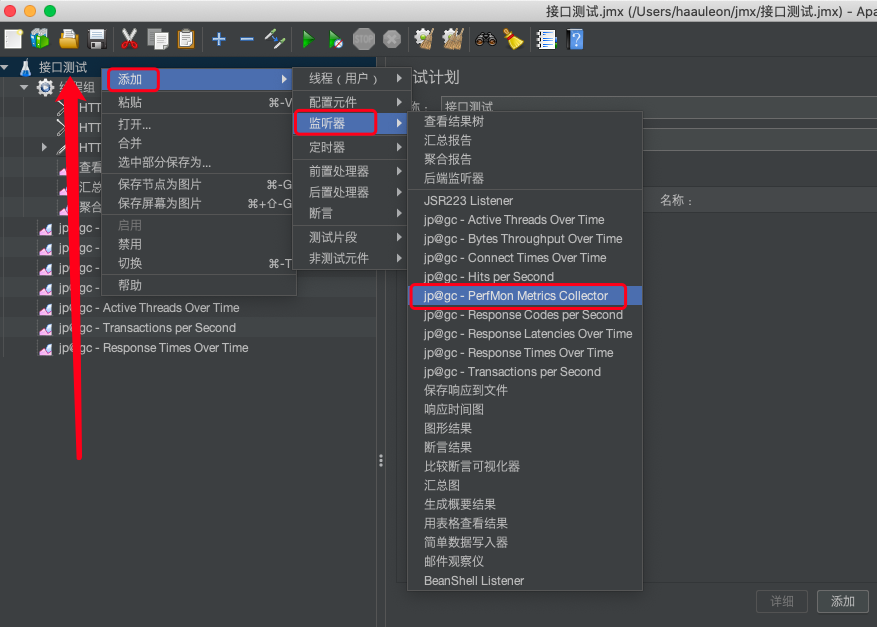 接口测试.jmx (/Users/haauleon/jmx/接口测试.jmx) - Apa
STOP
接口测试
HTT
HTT
HTT
查看
汇总
聚合
jp@gc -
jp@gc -
jp@gc -
jp@gc -
jp@gc - Active Threads Over Time
jp@gc - Transactions per Second
jp@gc - Response Times Over Time
添加
粘贴 ⌘-V
打开...
合并
选中部分保存为...
保存节点为图片 ⌘-G
保存屏幕为图片 ⌘+⇧-G
启用
禁用
切换 ⌘-T
帮助
线程（用户）
配置元件
监听器
定时器
前置处理器
后置处理器
断言
测试片段
非测试元件
查看结果树
汇总报告
聚合报告
后端监听器
JSR223 Listener
jp@gc - Active Threads Over Time
jp@gc - Bytes Throughput Over Time
jp@gc - Connect Times Over Time
jp@gc - Hits per Second
jp@gc - PerfMon Metrics Collector
jp@gc - Response Codes per Second
jp@gc - Response Latencies Over Time
jp@gc - Response Times Over Time
jp@gc - Transactions per Second
保存响应到文件
响应时间图
图形结果
断言结果
比较断言可视化器
汇总图
生成概要结果
用表格查看结果
简单数据写入器
邮件观察仪
BeanShell Listener
试计划
称：
接口测试
名称：
详细
添加